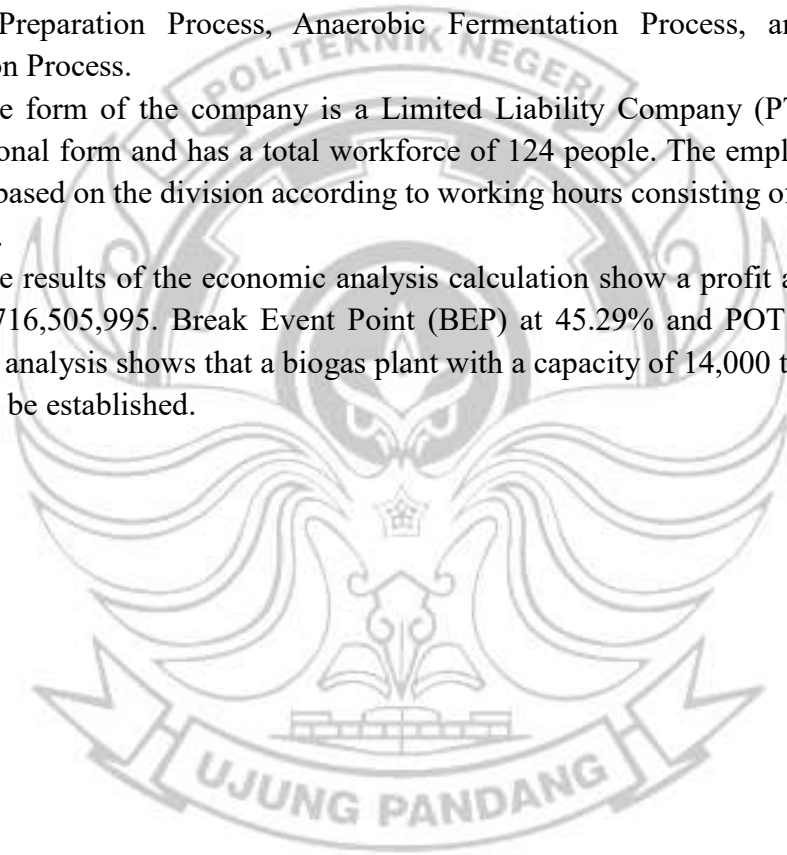 Preparation Process, Anaerobic Fermentation Process, an
on Process.
e form of the company is a Limited Liability Company (PT
onal form and has a total workforce of 124 people. The empl
based on the division according to working hours consisting of
.
e results of the economic analysis calculation show a profit a
716,505,995. Break Event Point (BEP) at 45.29% and POT
analysis shows that a biogas plant with a capacity of 14,000 t
be established.
POLITEKNIK NEGERI
UJUNG PANDANG